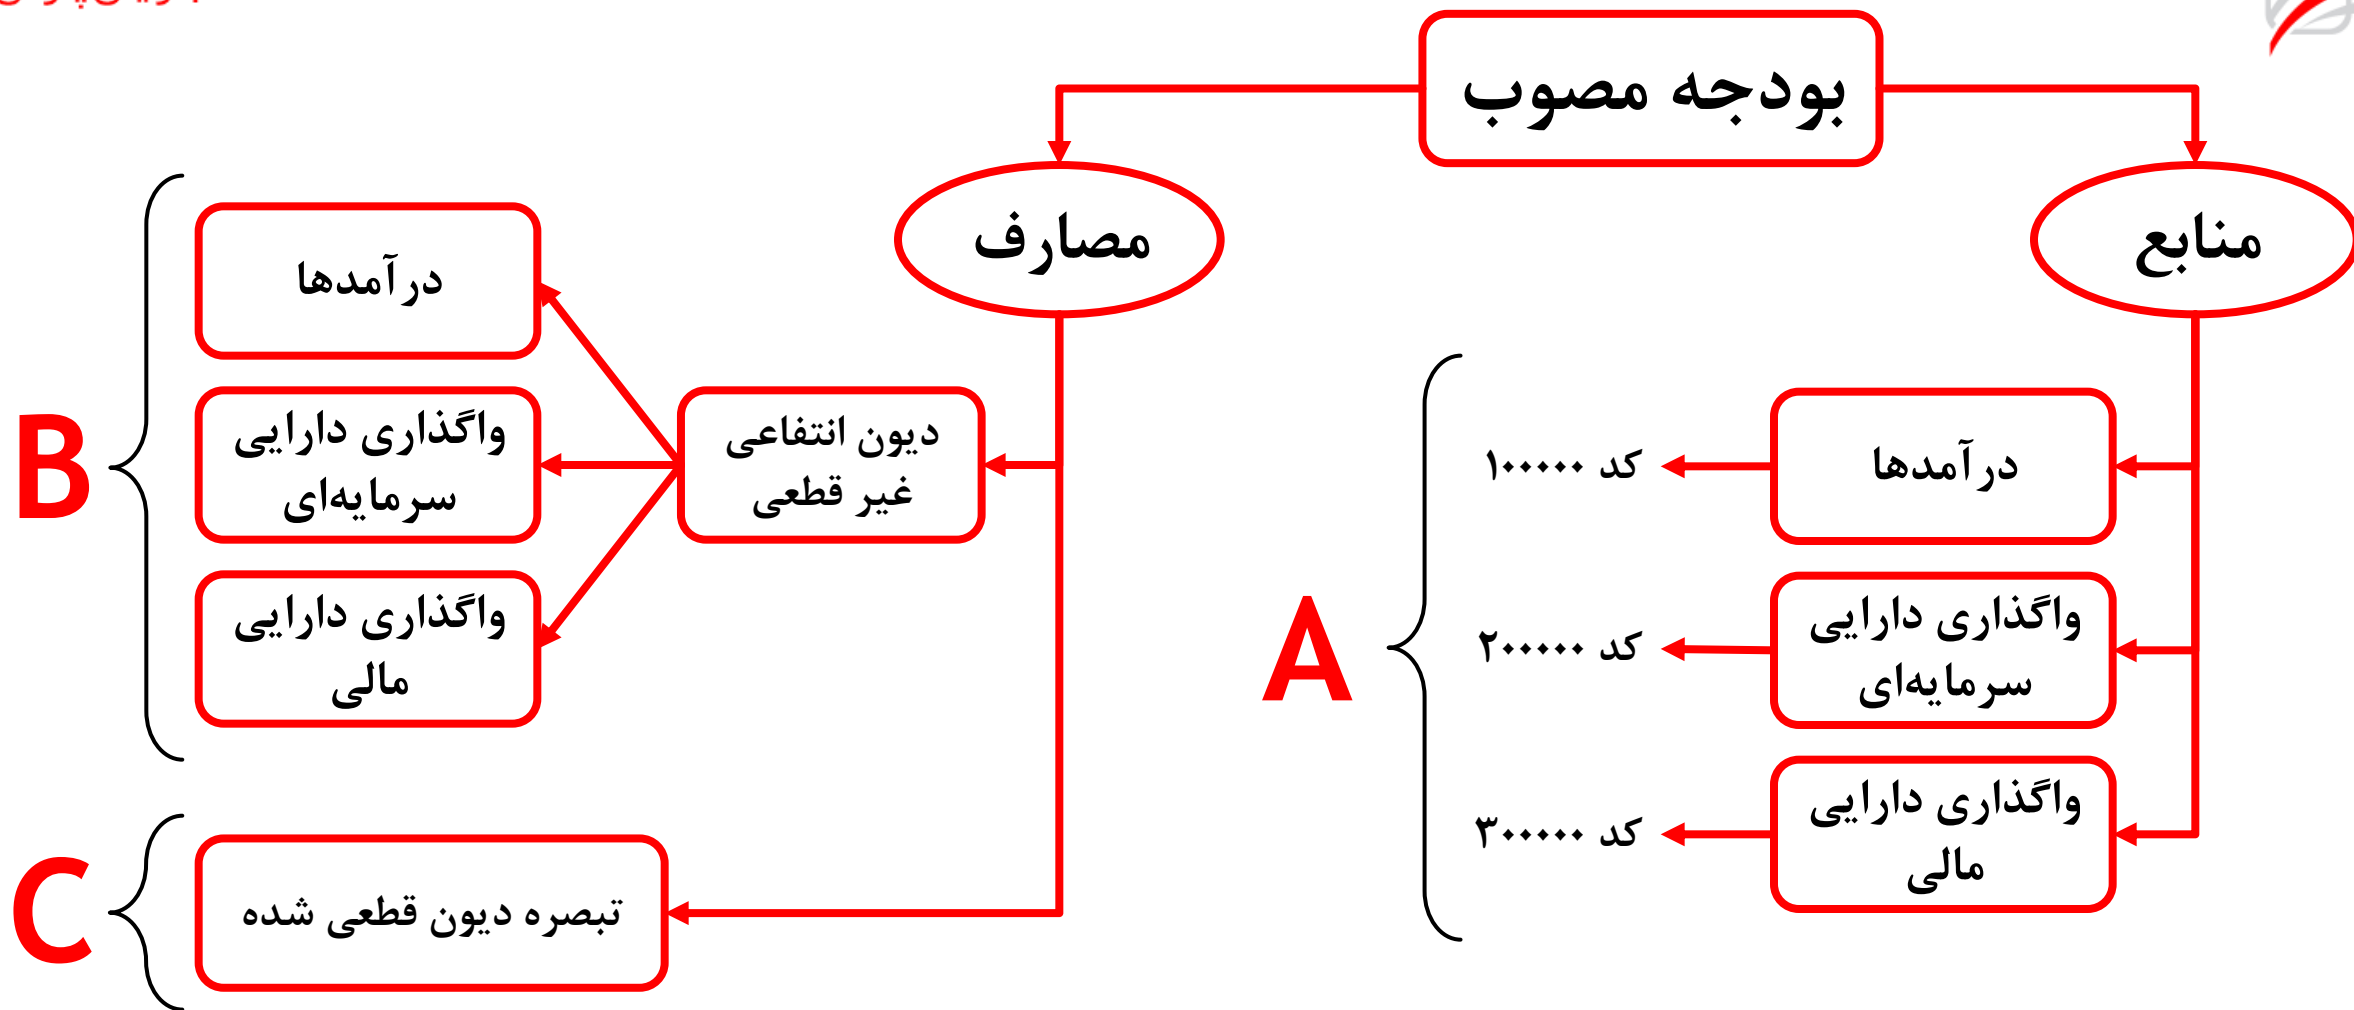 بودجه مصوب
منابع
درآمدها
کد ۱۰۰۰۰۰
واگذاری دارایی
سرمایه‌ای
کد ۲۰۰۰۰۰
واگذاری دارایی
مالی
کد ۳۰۰۰۰۰
A
مصارف
دیون انتفاعی
غیر قطعی
درآمدها
واگذاری دارایی
سرمایه‌ای
واگذاری دارایی
مالی
B
تبصره دیون قطعی شده
C